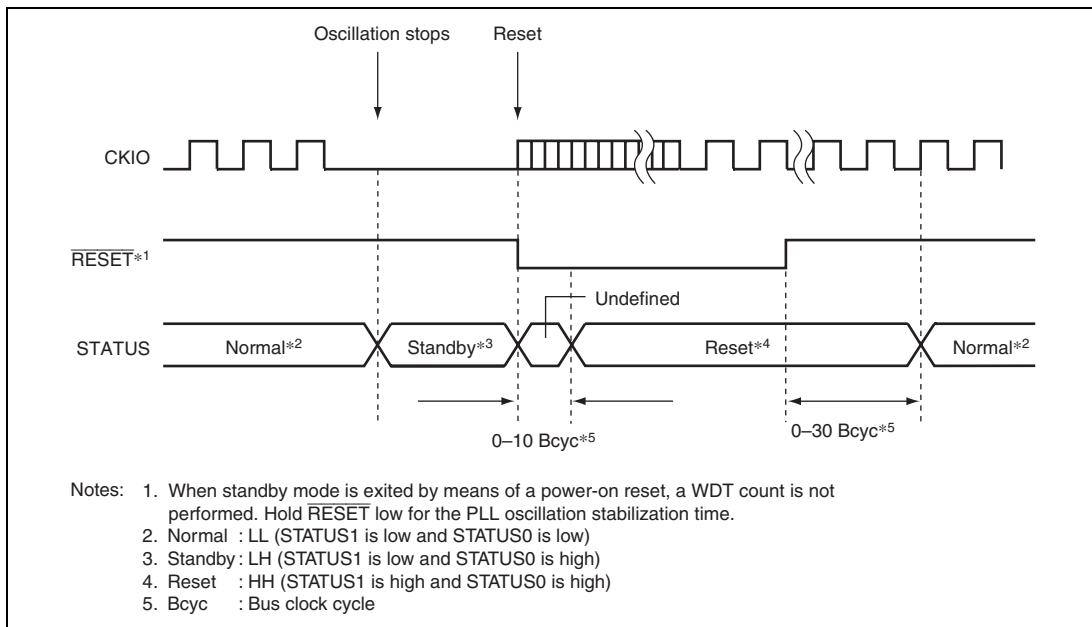 Oscillation stops Reset
CKIO
RESET*1
Undefined
STATUS Normal*2 Standby*3 Reset*4 Normal*2
0–10 Bcyc*5 0–30 Bcyc*5
Notes: 1. When standby mode is exited by means of a power-on reset, a WDT count is not
performed. Hold RESET low for the PLL oscillation stabilization time.
2. Normal : LL (STATUS1 is low and STATUS0 is low)
3. Standby : LH (STATUS1 is low and STATUS0 is high)
4. Reset : HH (STATUS1 is high and STATUS0 is high)
5. Bcyc : Bus clock cycle